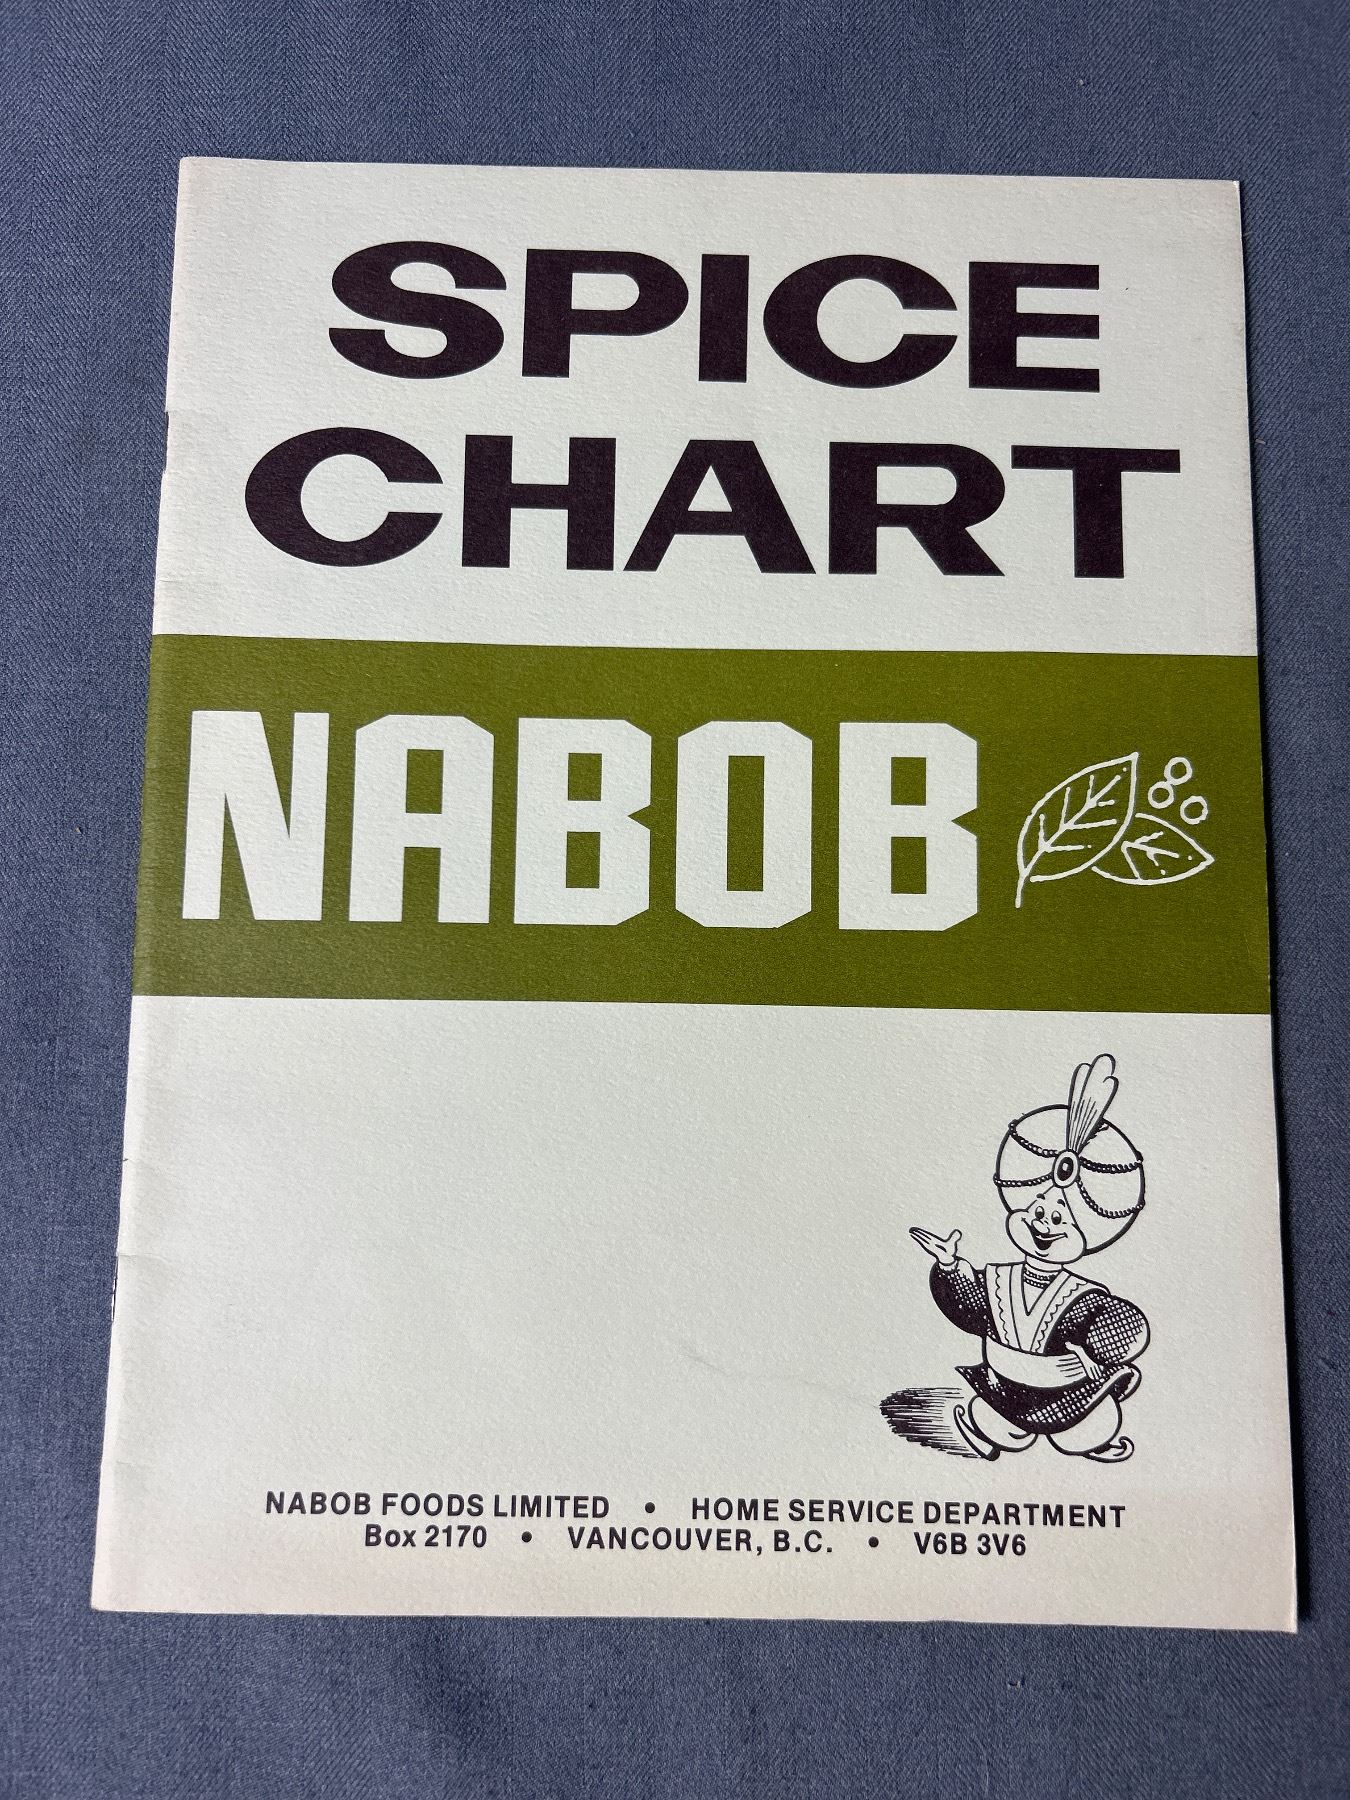 SPICE
CHART
NABOB
NABOB FOODS LIMITED • HOME SERVICE DEPARTMENT
Box 2170 • VANCOUVER, B.C. • V6B 3V6